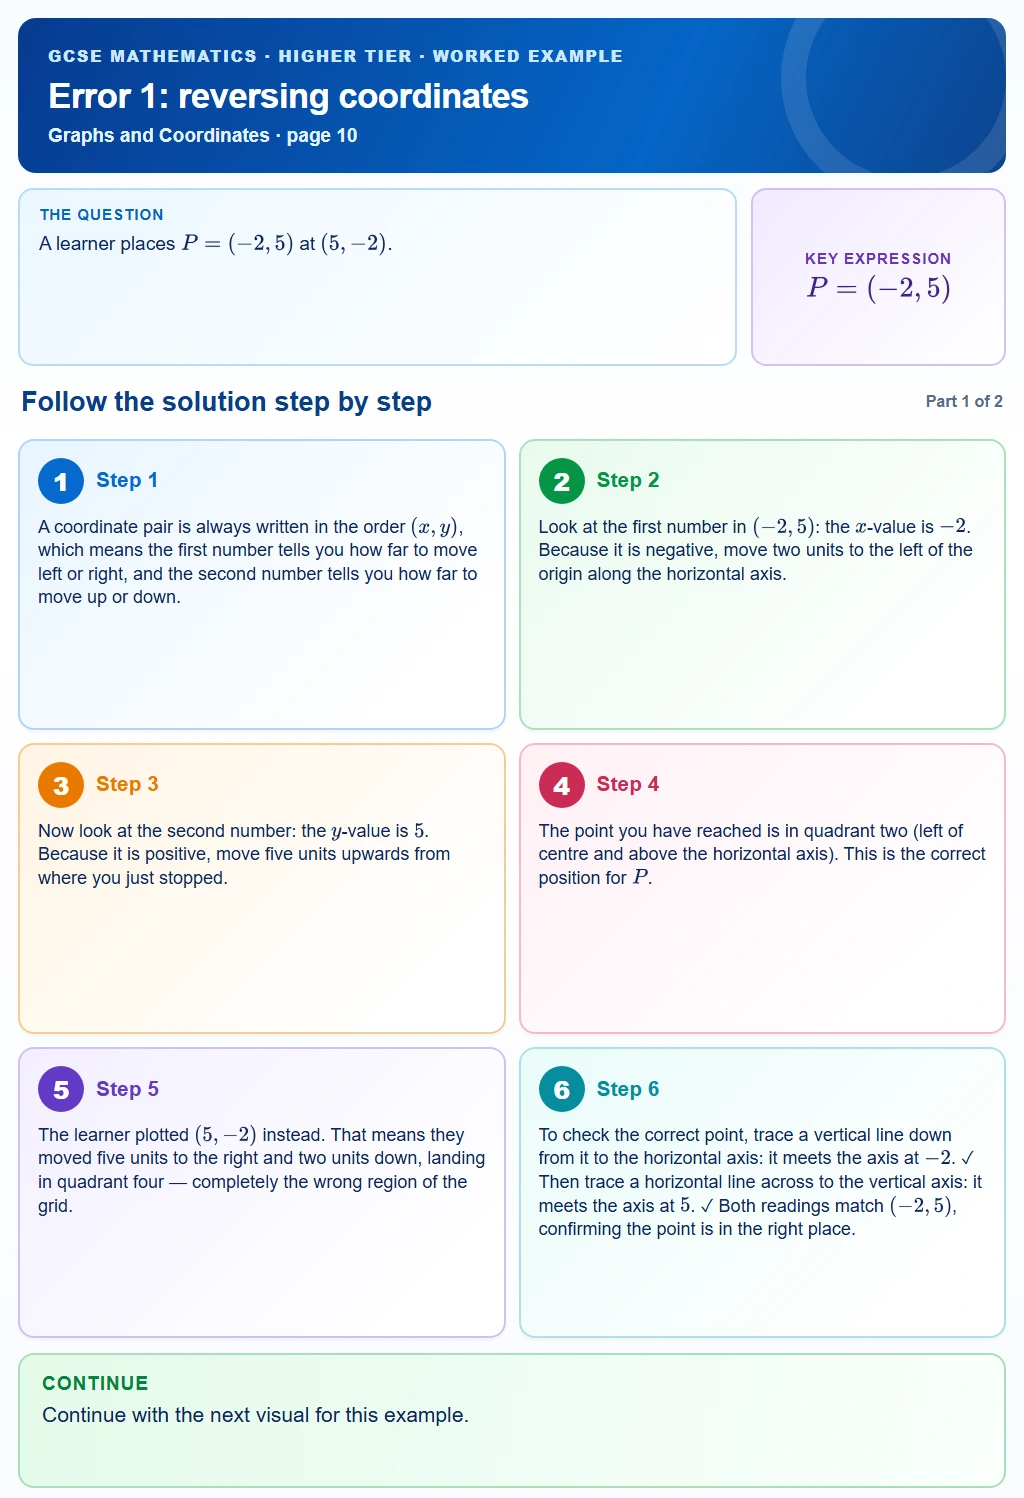 GCSE MATHEMATICS · HIGHER TIER · WORKED EXAMPLE
Error 1: reversing coordinates
Graphs and Coordinates · page 10
THE QUESTION
A learner places P = (−2, 5) at (5, −2).
KEY EXPRESSION
P = (−2, 5)
Follow the solution step by step
Part 1 of 2
1 Step 1
A coordinate pair is always written in the order (x, y),
which means the first number tells you how far to move
left or right, and the second number tells you how far to
move up or down.
2 Step 2
Look at the first number in (−2, 5): the x-value is −2.
Because it is negative, move two units to the left of the
origin along the horizontal axis.
3 Step 3
Now look at the second number: the y-value is 5.
Because it is positive, move five units upwards from
where you just stopped.
4 Step 4
The point you have reached is in quadrant two (left of
centre and above the horizontal axis). This is the correct
position for P.
5 Step 5
The learner plotted (5, −2) instead. That means they
moved five units to the right and two units down, landing
in quadrant four — completely the wrong region of the
grid.
6 Step 6
To check the correct point, trace a vertical line down
from it to the horizontal axis: it meets the axis at −2. ✓
Then trace a horizontal line across to the vertical axis: it
meets the axis at 5. ✓ Both readings match (−2, 5),
confirming the point is in the right place.
CONTINUE
Continue with the next visual for this example.